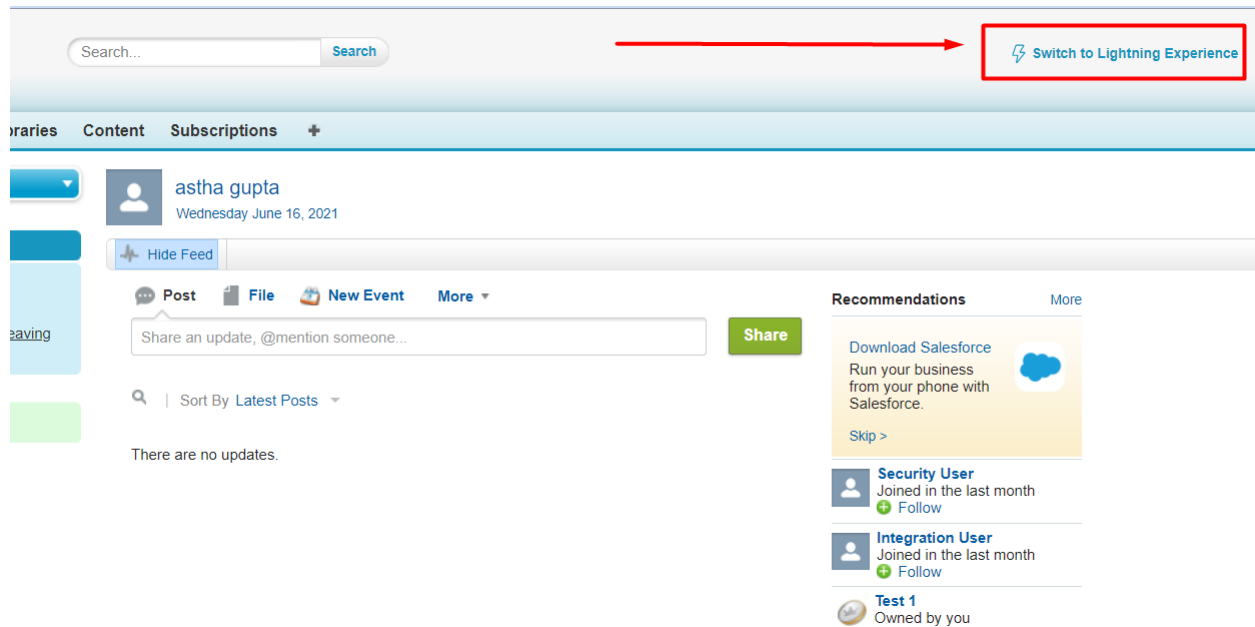 Search...
Search
Switch to Lightning Experience
Content
Subscriptions
astha gupta
Wednesday June 16, 2021
Hide Feed
Post
File
New Event
More
Share an update, @mention someone...
Share
Sort By Latest Posts
There are no updates.
eaving
Recommendations
More
Download Salesforce
Run your business
from your phone with
Salesforce.
Skip >
Security User
Joined in the last month
Follow
Integration User
Joined in the last month
Follow
Test 1
Owned by you